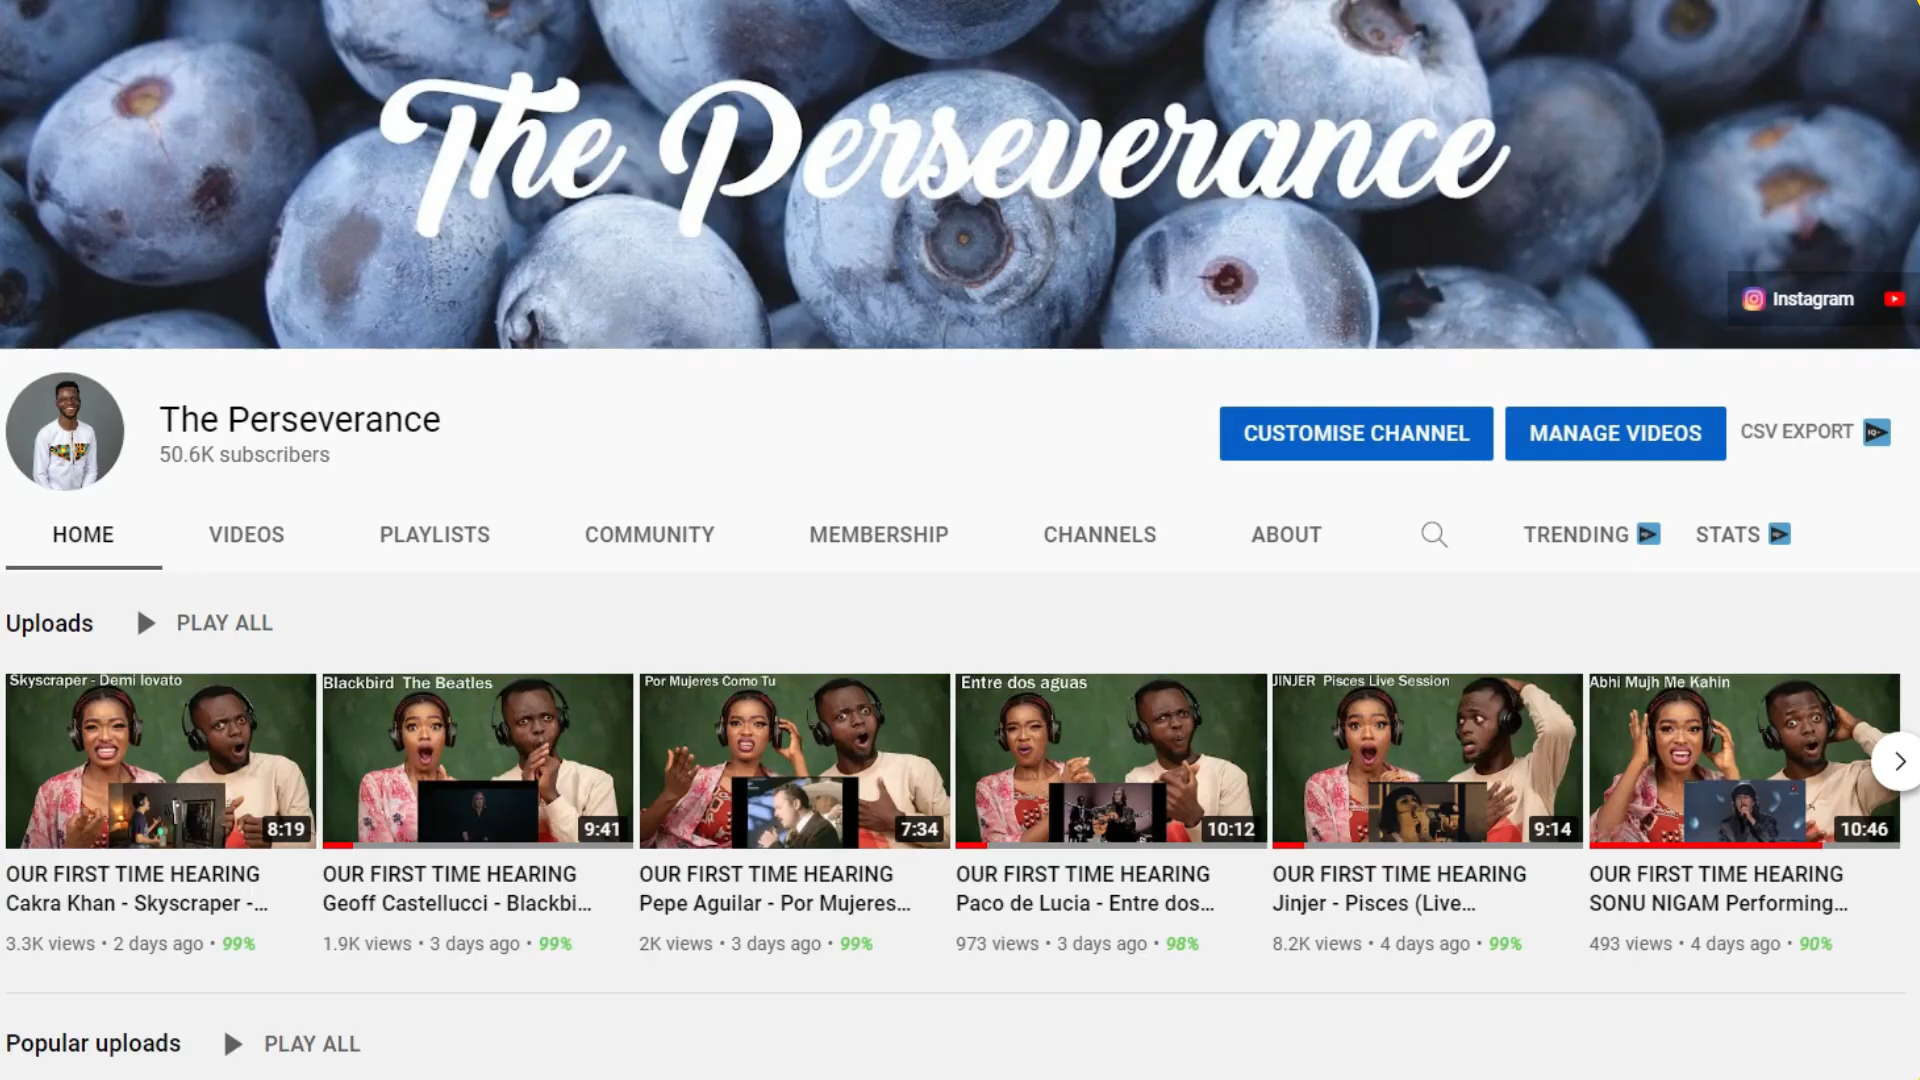 The Perseverance
Instagram
The Perseverance
50.6K subscribers
CUSTOMISE CHANNEL
MANAGE VIDEOS
CSV EXPORT
HOME
VIDEOS
PLAYLISTS
COMMUNITY
MEMBERSHIP
CHANNELS
ABOUT
TRENDING
STATS
Uploads
PLAY ALL
Skyscraper - Demi lovato
8:19
OUR FIRST TIME HEARING
Cakra Khan - Skyscraper -...
3.3K views • 2 days ago • 99%
Blackbird The Beatles
9:41
OUR FIRST TIME HEARING
Geoff Castellucci - Blackbi...
1.9K views • 3 days ago • 99%
Por Mujeres Como Tu
7:34
OUR FIRST TIME HEARING
Pepe Aguilar - Por Mujeres...
2K views • 3 days ago • 99%
Entre dos aguas
10:12
OUR FIRST TIME HEARING
Paco de Lucia - Entre dos...
973 views • 3 days ago • 98%
JINJER Pisces Live Session
9:14
OUR FIRST TIME HEARING
Jinjer - Pisces (Live...
8.2K views • 4 days ago • 99%
Abhi Mujh Me Kahin
10:46
OUR FIRST TIME HEARING
SONU NIGAM Performing...
493 views • 4 days ago • 90%
Popular uploads
PLAY ALL